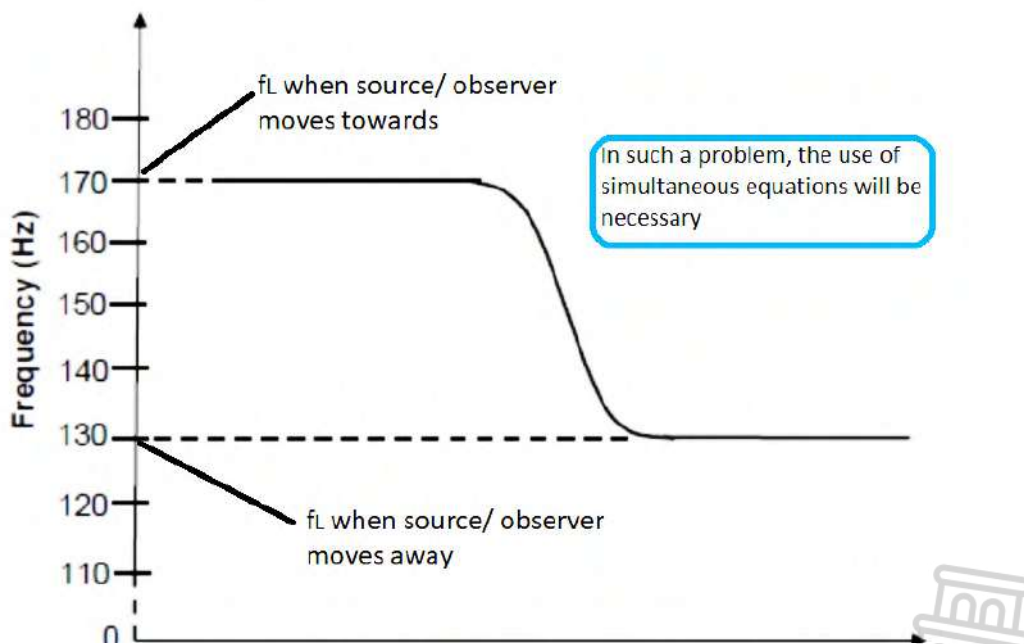 fL when source/ observer
moves towards
In such a problem, the use of
simultaneous equations will be
necessary
180
170
160
150
140
130
120
110
0
Frequency (Hz)
fL when source/ observer
moves away